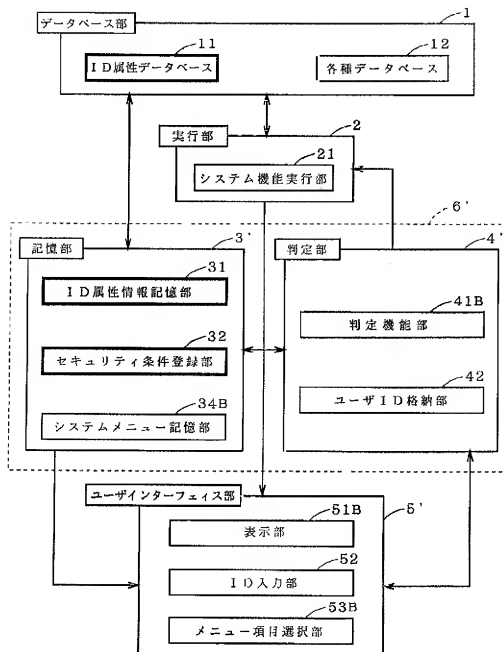 データベース部
1
11
ID属性データベース
12
各種データベース
実行部
2
21
システム機能実行部
6'
記憶部
3'
31
ID属性情報記憶部
32
セキュリティ条件登録部
34B
システムメニュー記憶部
判定部
4'
41B
判定機能部
42
ユーザID格納部
ユーザインターフェイス部
5'
51B
表示部
52
ID入力部
53B
メニュー項目選択部